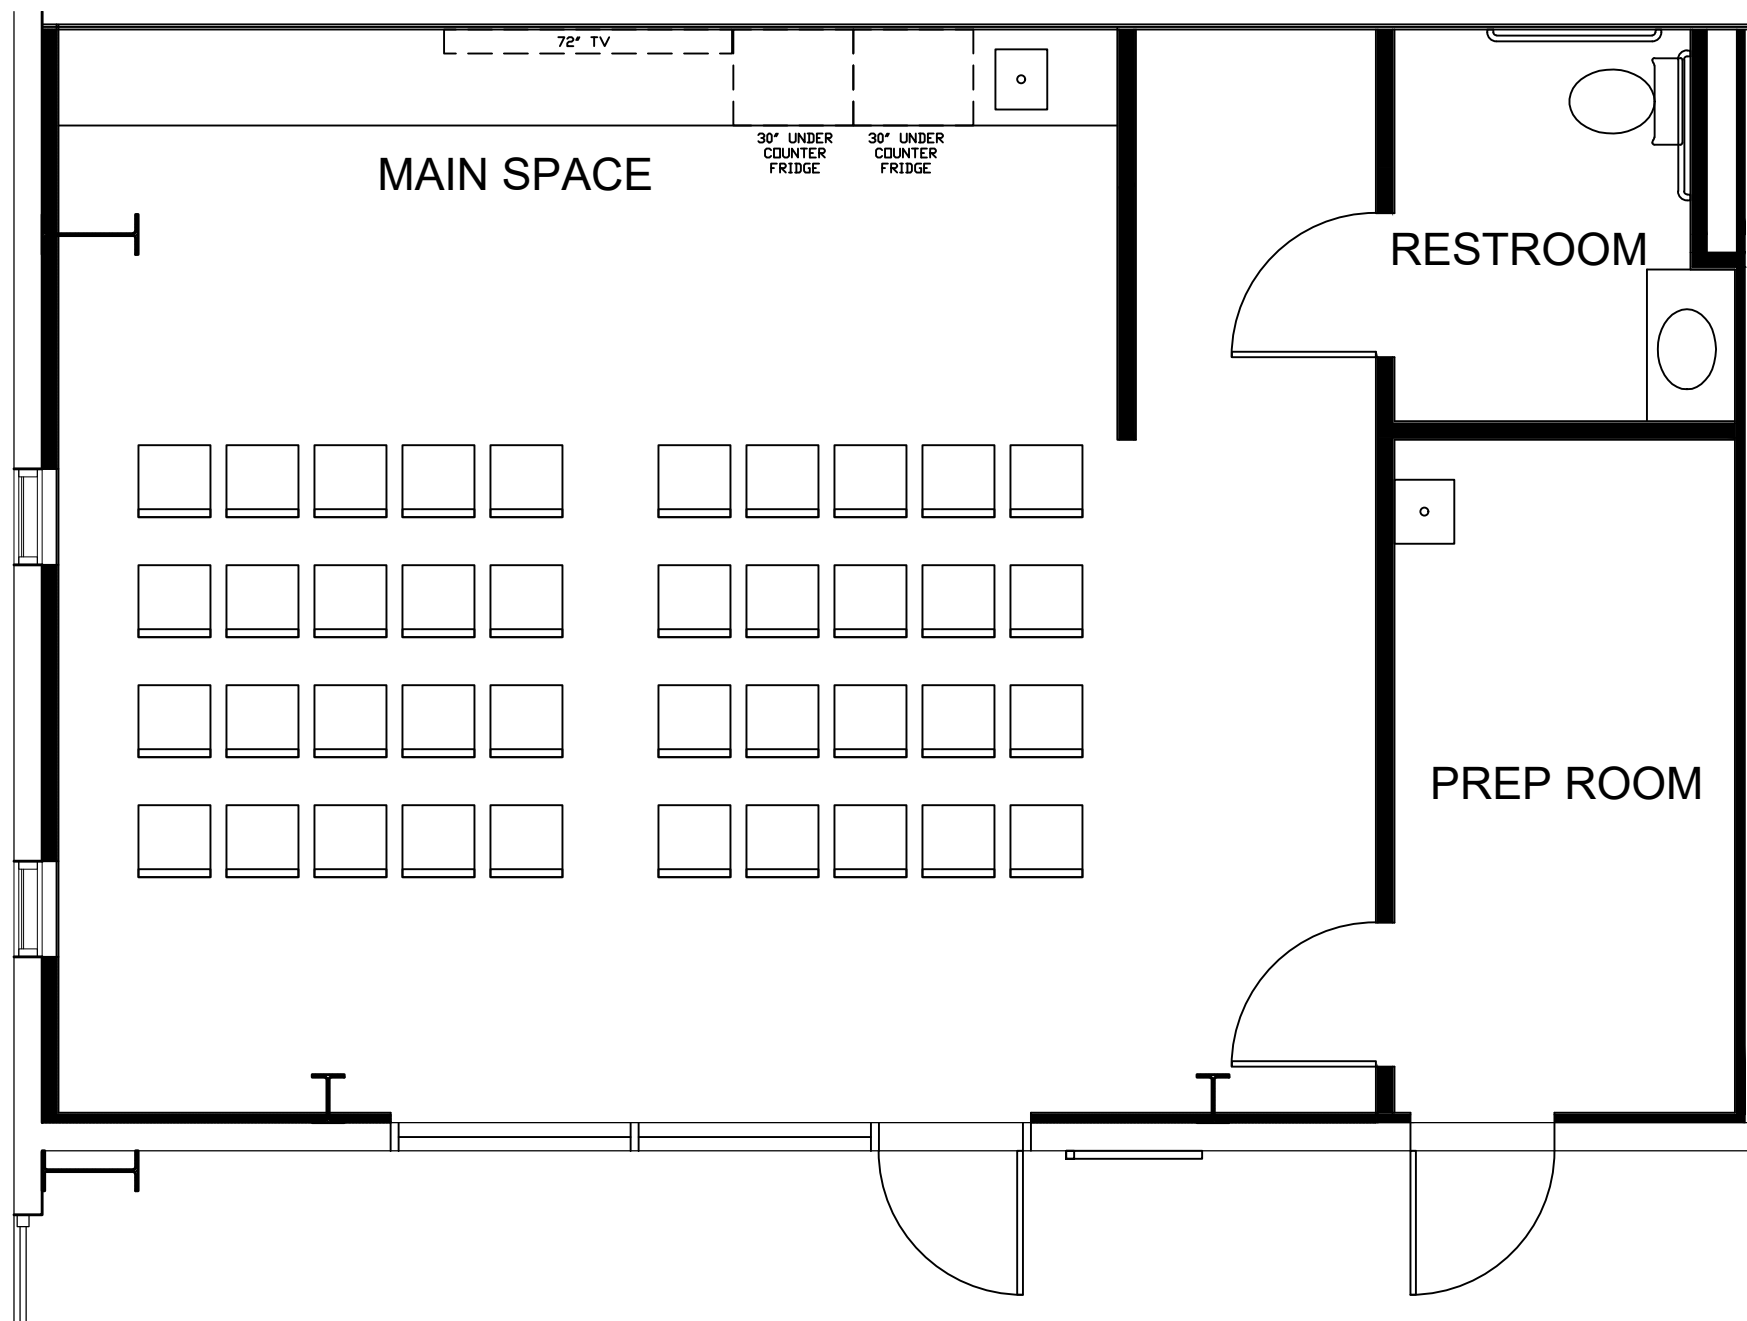 72" TV
30" UNDER
COUNTER
FRIDGE
30" UNDER
COUNTER
FRIDGE
MAIN SPACE
RESTROOM
PREP ROOM